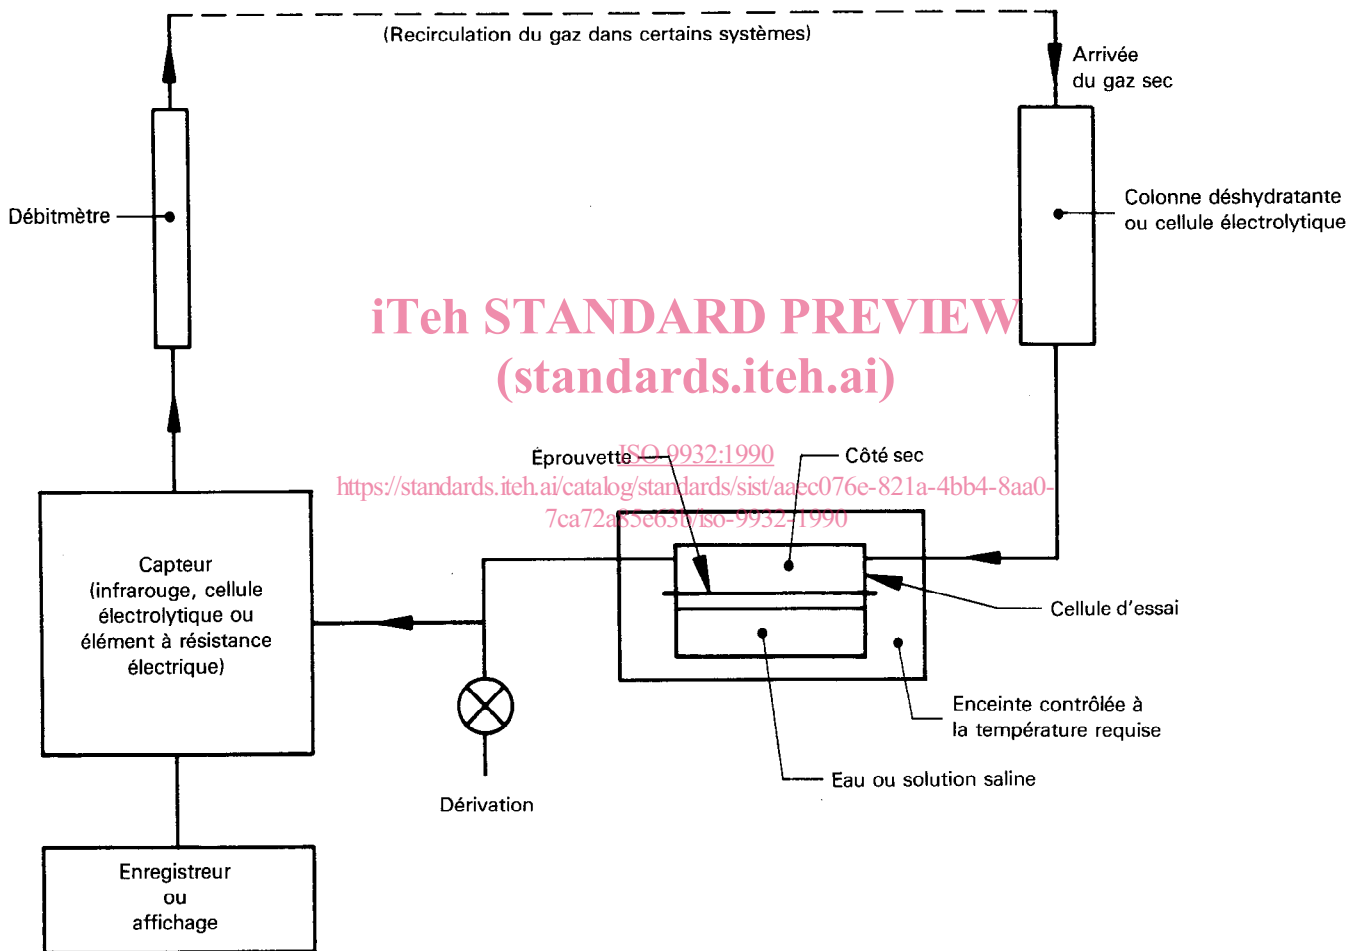 (Recirculation du gaz dans certains systèmes)
Arrivée
du gaz sec
Débitmètre
Colonne déshydratante
ou cellule électrolytique
iTeh STANDARD PREVIEW
(standards.iteh.ai)
ISO 9932:1990
https://standards.iteh.ai/catalog/standards/sist/aaec076e-821a-4bb4-8aa0-
7ca72a85e63b/iso-9932-1990
Éprouvette
Côté sec
Capteur
(infrarouge, cellule
électrolytique ou
élément à résistance
électrique)
Cellule d'essai
Enceinte contrôlée à
la température requise
Eau ou solution saline
Dérivation
Enregistreur
ou
affichage